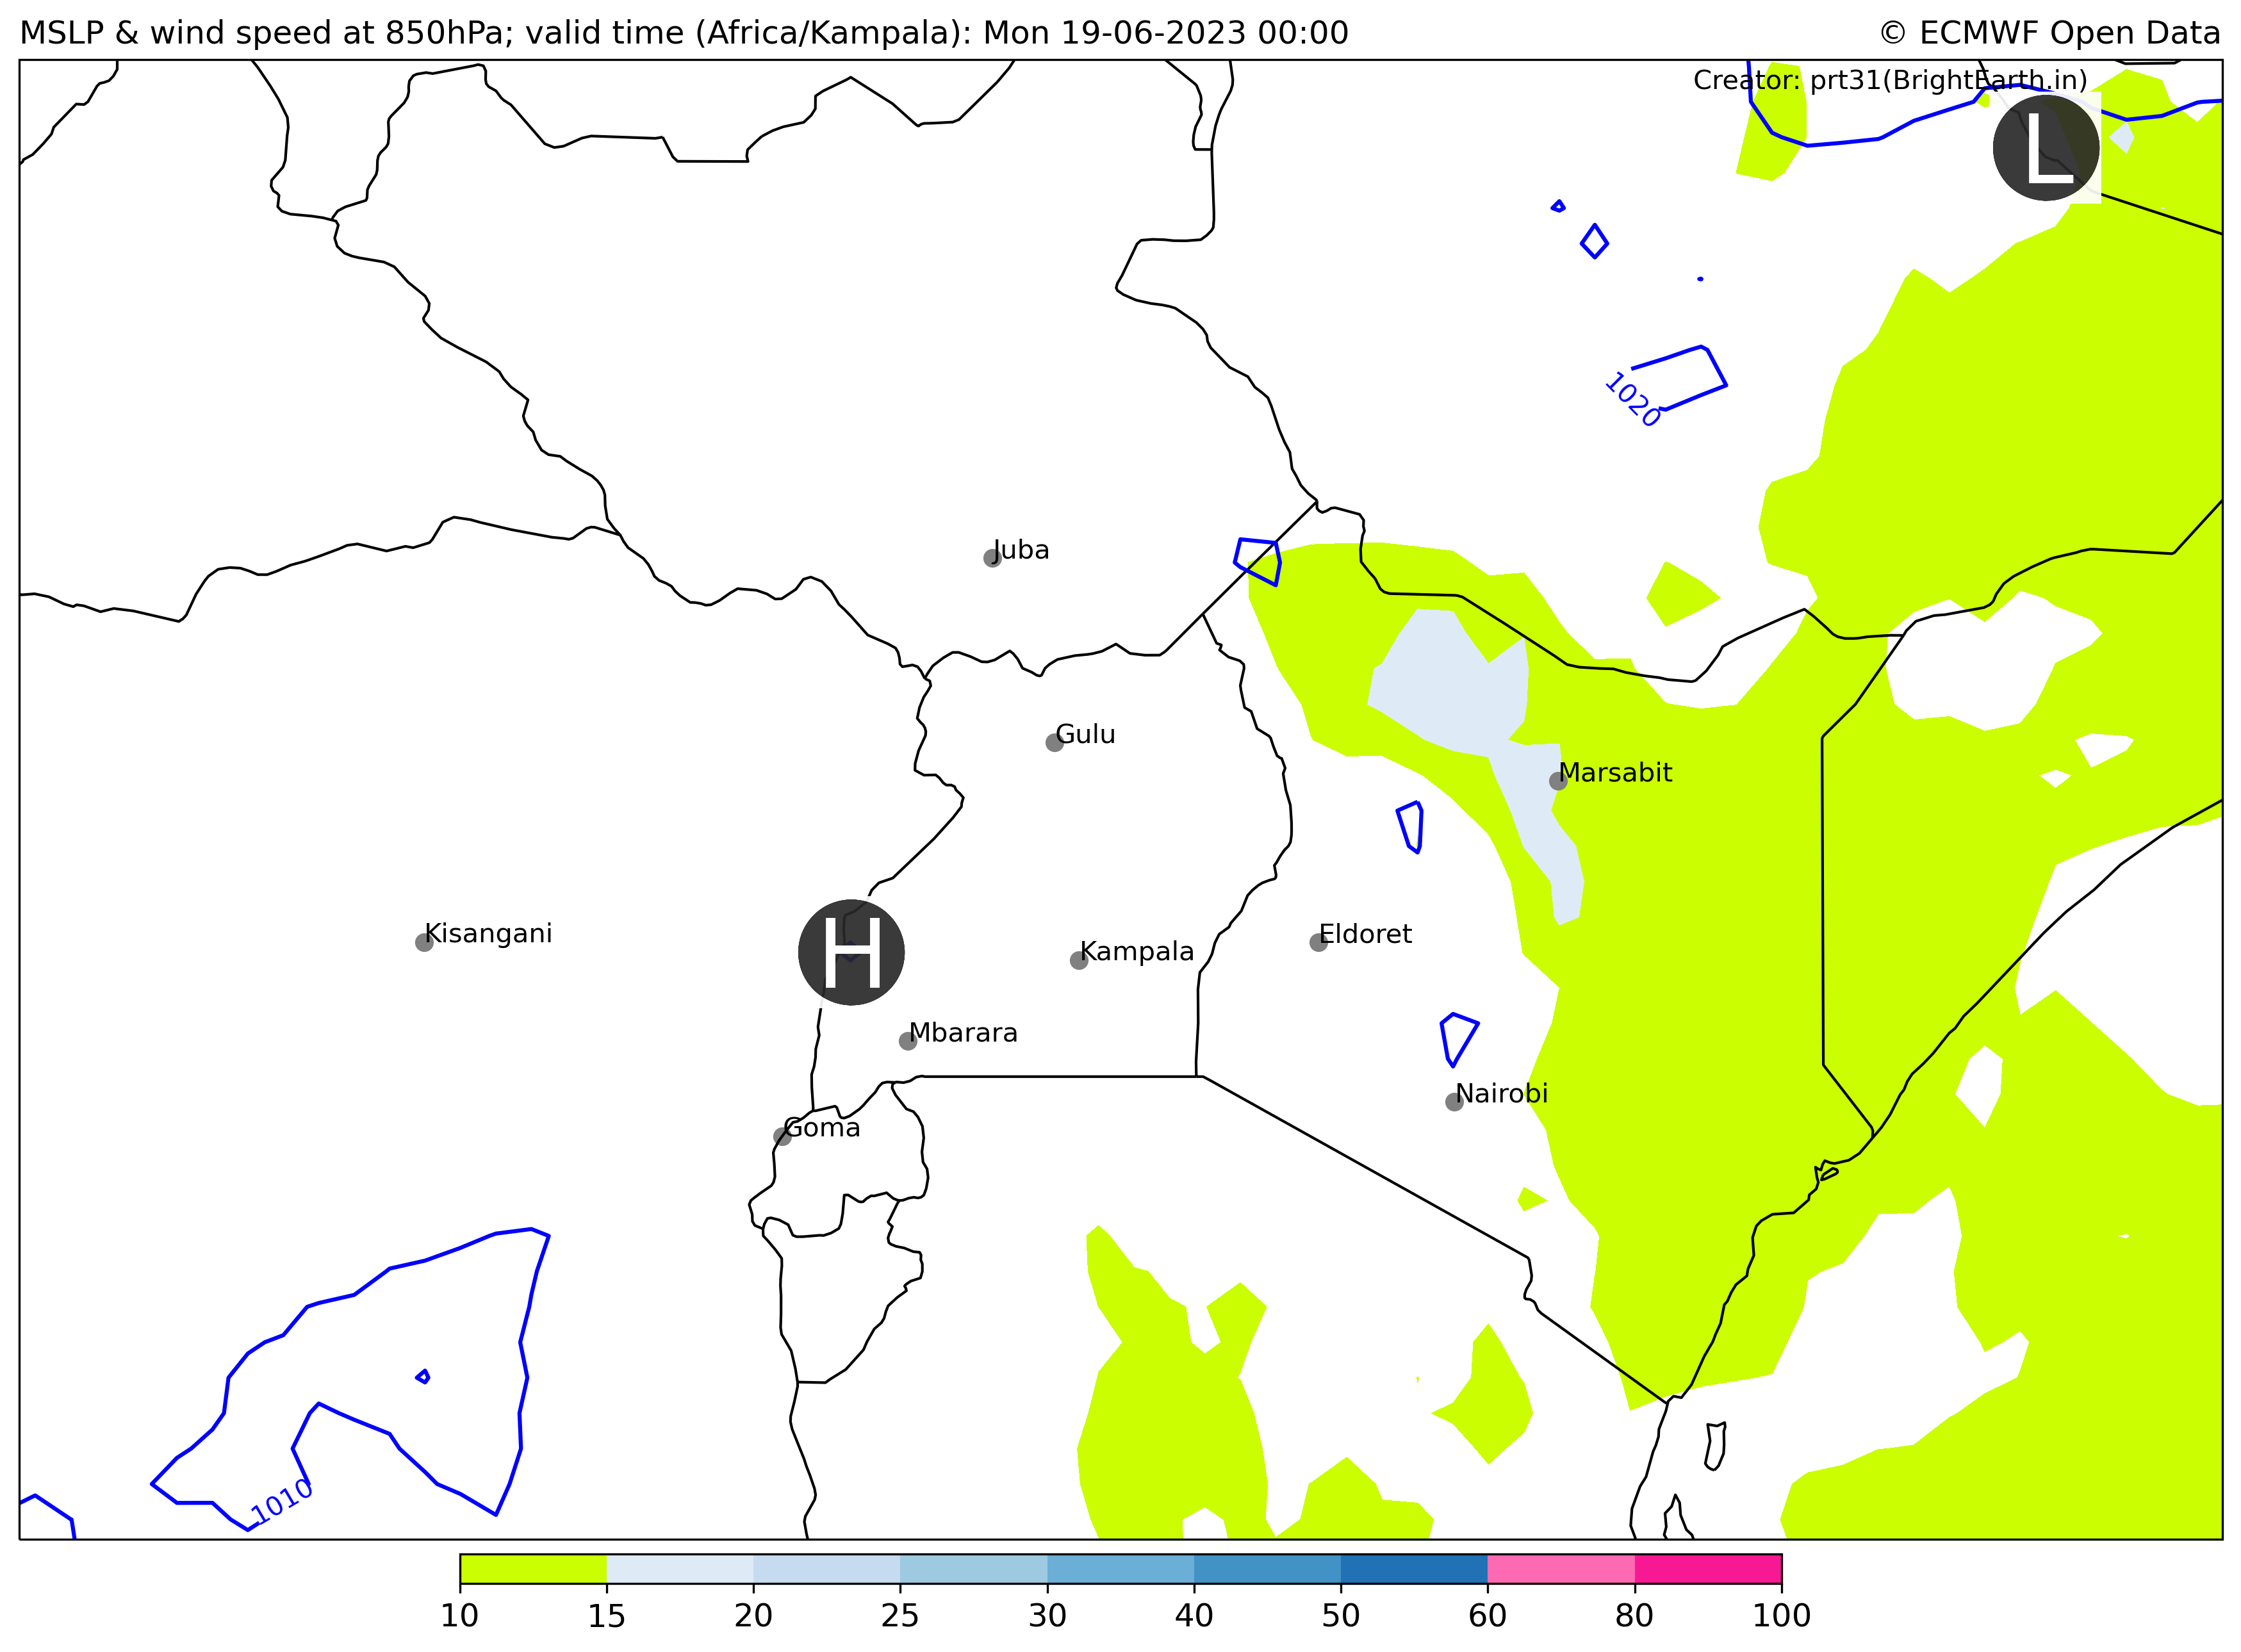 MSLP & wind speed at 850hPa; valid time (Africa/Kampala): Mon 19-06-2023 00:00
© ECMWF Open Data
Creator: prt31(BrightEarth.in)
L
1020
Juba
Gulu
Marsabit
Kisangani
H
Kampala
Eldoret
Mbarara
Nairobi
Goma
1010
10 15 20 25 30 40 50 60 80 100